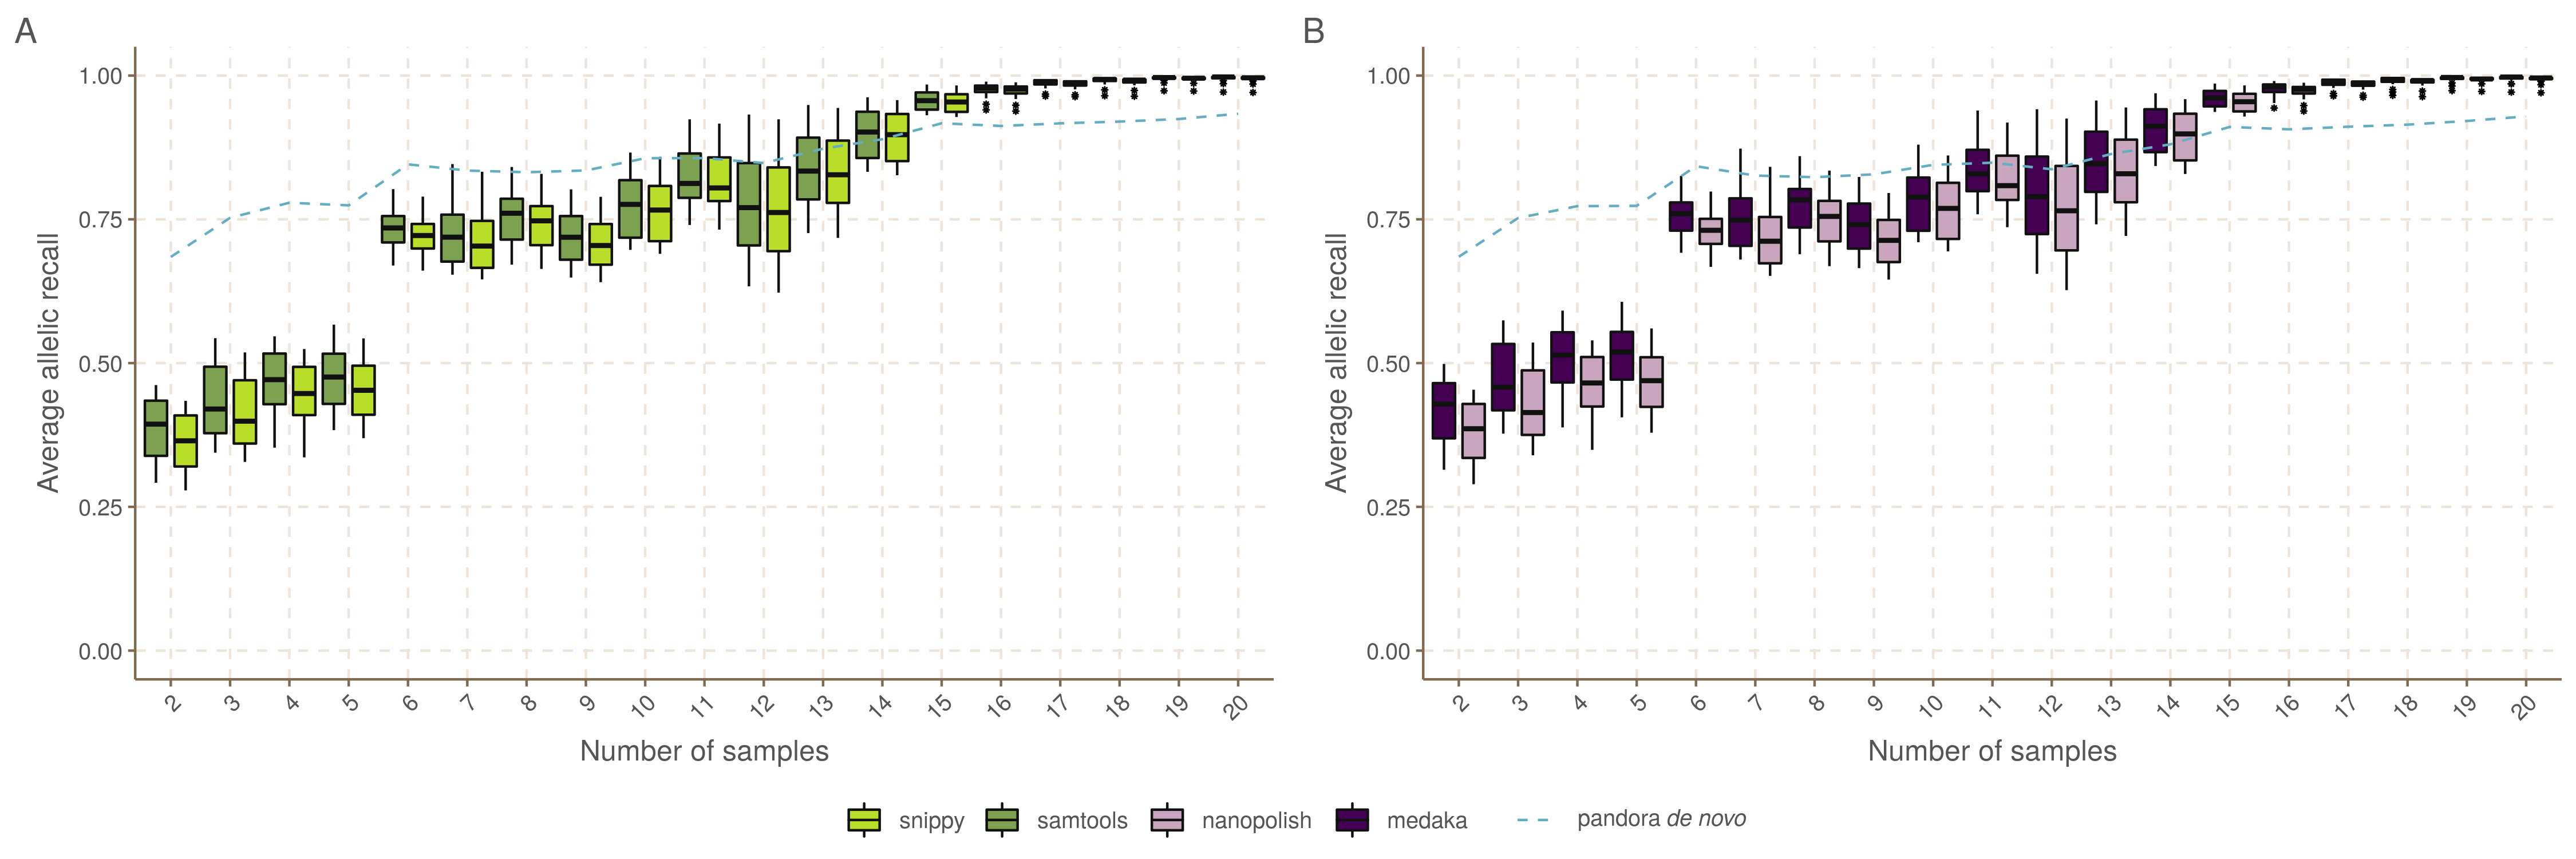 A
1.00
0.75
0.50
0.25
0.00
Average allelic recall
2 3 4 5 6 7 8 9 10 11 12 13 14 15 16 17 18 19 20
Number of samples
B
1.00
0.75
0.50
0.25
0.00
Average allelic recall
2 3 4 5 6 7 8 9 10 11 12 13 14 15 16 17 18 19 20
Number of samples
snippy samtools nanopolish medaka pandora de novo